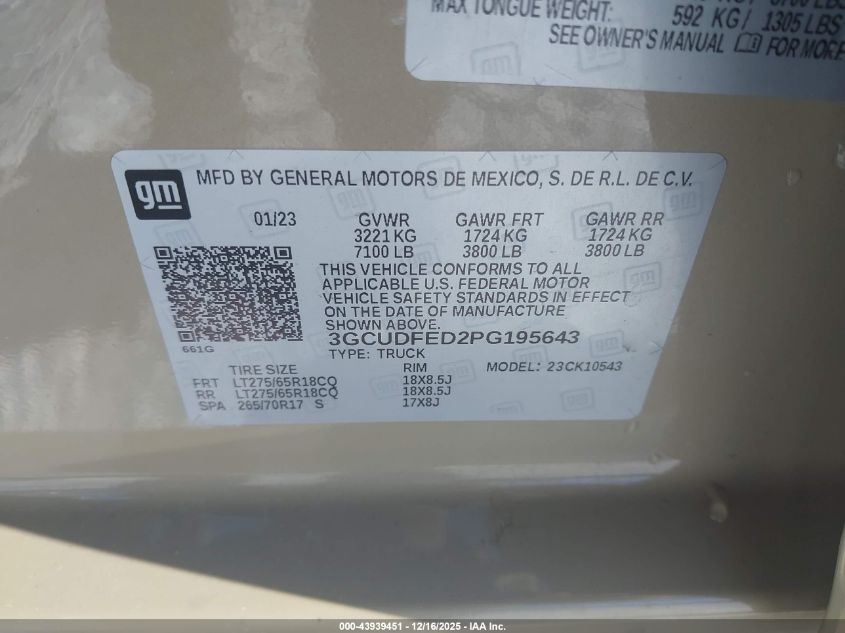 MAX TONGUE WEIGHT: 592 KG/ 1305 LBS
SEE OWNER'S MANUAL FOR MORE
gm
MFD BY GENERAL MOTORS DE MEXICO, S. DE R.L. DE C.V.
01/23 GVWR GAWR FRT GAWR RR
3221 KG 1724 KG 1724 KG
7100 LB 3800 LB 3800 LB
THIS VEHICLE CONFORMS TO ALL
APPLICABLE U.S. FEDERAL MOTOR
VEHICLE SAFETY STANDARDS IN EFFECT
ON THE DATE OF MANUFACTURE
SHOWN ABOVE.
3GCUDFED2PG195643
661G
TYPE: TRUCK
TIRE SIZE RIM MODEL: 23CK10543
FRT LT275/65R18CQ 18X8.5J
RR LT275/65R18CQ 18X8.5J
SPA 265/70R17 S 17X8J
000-43939451 - 12/16/2025 - IAA Inc.